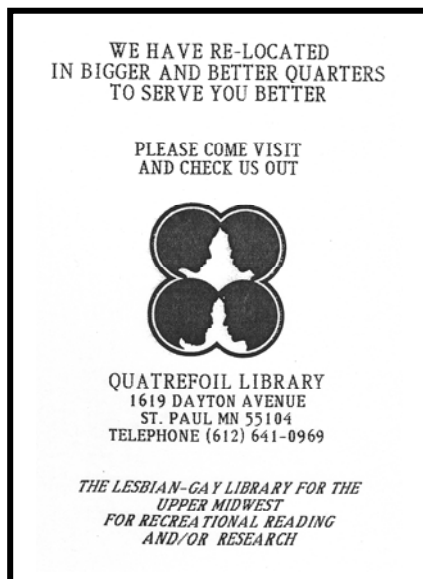 WE HAVE RE-LOCATED
IN BIGGER AND BETTER QUARTERS
TO SERVE YOU BETTER
PLEASE COME VISIT
AND CHECK US OUT
QUATREFOIL LIBRARY
1619 DAYTON AVENUE
ST. PAUL MN 55104
TELEPHONE (612) 641-0969
THE LESBIAN-GAY LIBRARY FOR THE
UPPER MIDWEST
FOR RECREATIONAL READING
AND/OR RESEARCH